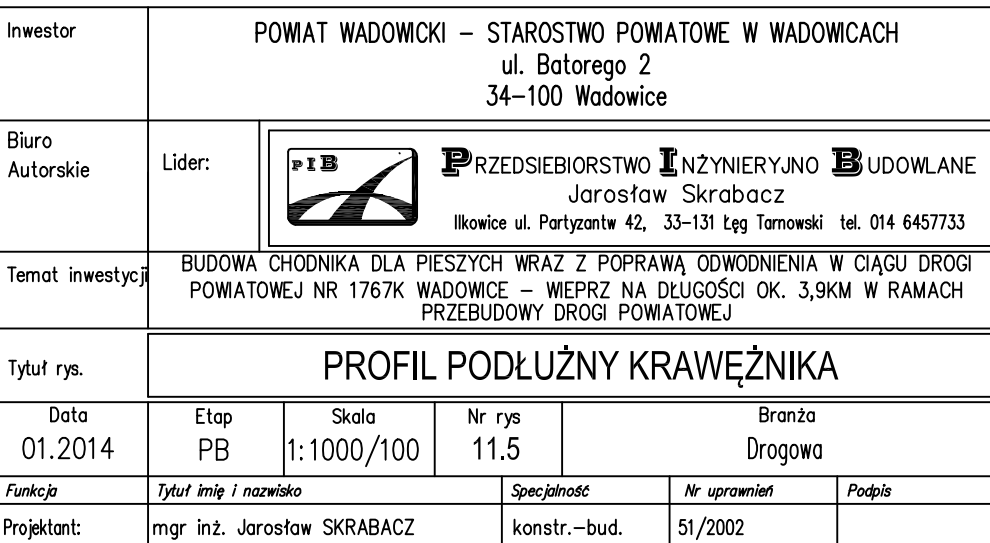 Inwestor
POWIAT WADOWICKI – STAROSTWO POWIATOWE W WADOWICACH
ul. Batorego 2
34–100 Wadowice
Biuro
Autorskie
Lider:
PIB
PRZEDSIEBIORSTWO INŻYNIERYJNO BUDOWLANE
Jarosław Skrabacz
Ilkowice ul. Partyzantw 42, 33–131 Łęg Tarnowski tel. 014 6457733
Temat inwestycji
BUDOWA CHODNIKA DLA PIESZYCH WRAZ Z POPRAWĄ ODWODNIENIA W CIĄGU DROGI
POWIATOWEJ NR 1767K WADOWICE – WIEPRZ NA DŁUGOŚCI OK. 3,9KM W RAMACH
PRZEBUDOWY DROGI POWIATOWEJ
Tytuł rys.
PROFIL PODŁUŻNY KRAWĘŻNIKA
Data Etap Skala Nr rys Branża
01.2014 PB 1:1000/100 11.5 Drogowa
Funkcja Tytuł imię i nazwisko Specjalność Nr uprawnień Podpis
Projektant: mgr inż. Jarosław SKRABACZ konstr.–bud. 51/2002